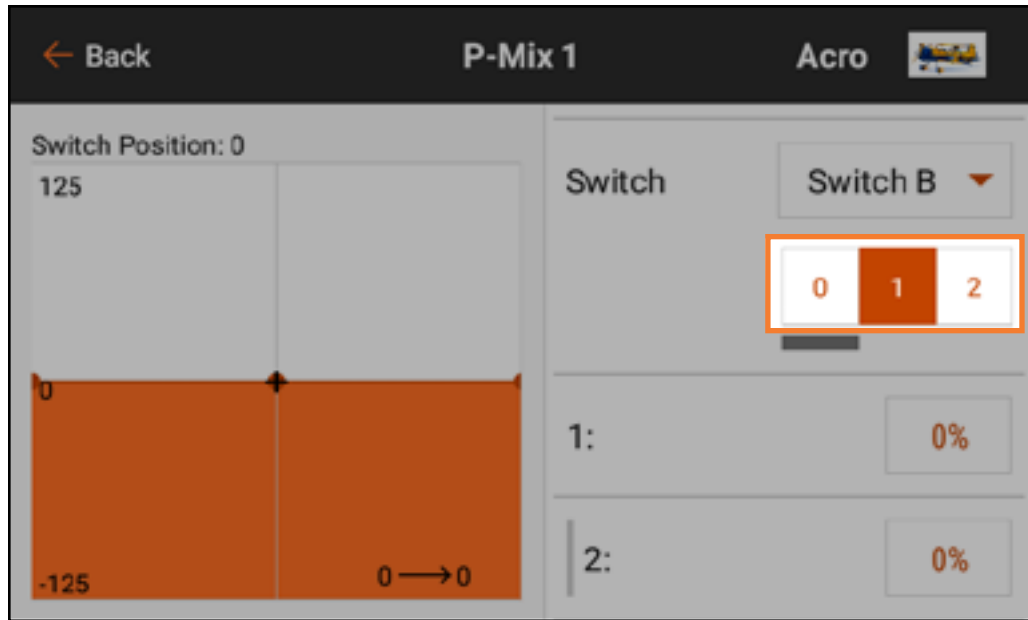 ← Back
P-Mix 1
Acro
Switch Position: 0
125
0
-125
0 → 0
Switch
Switch B
0 1 2
1:
0%
2:
0%